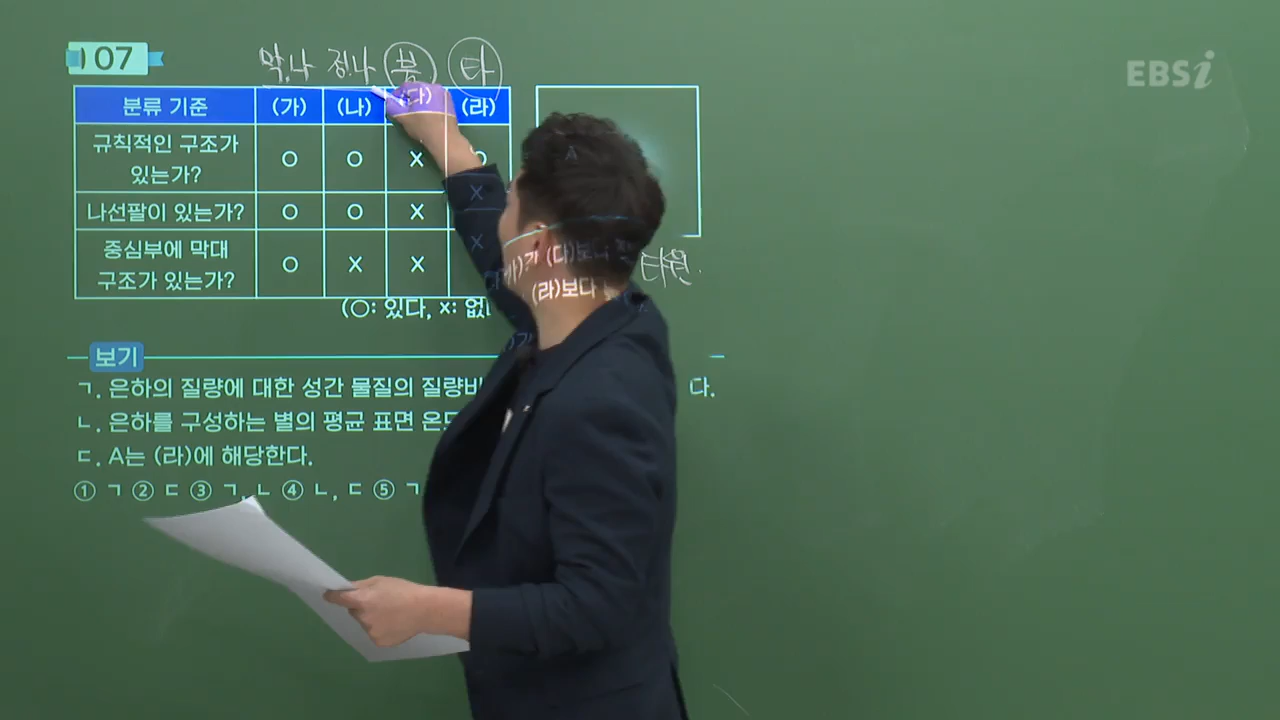 07
막.나 정.나 붐 타
EBSi
분류 기준 (가) (나) (다) (라)
규칙적인 구조가 있는가? O O X O
나선팔이 있는가? O O X X
중심부에 막대 구조가 있는가? O X X X
(O: 있다, x: 없
A
타원
(다)보다
(라)보다
보기
ㄱ. 은하의 질량에 대한 성간 물질의 질량비 다.
ㄴ. 은하를 구성하는 별의 평균 표면 온도
ㄷ. A는 (라)에 해당한다.
① ㄱ ② ㄷ ③ ㄱ, ㄴ ④ ㄴ, ㄷ ⑤ ㄱ